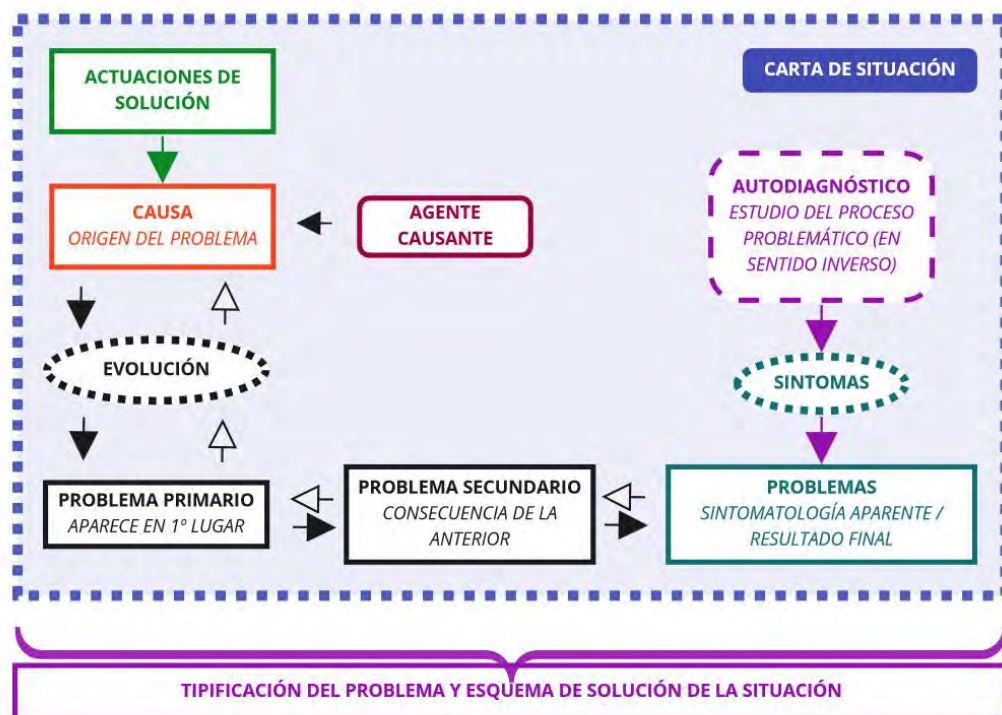 ACTUACIONES DE
SOLUCIÓN
CARTA DE SITUACIÓN
CAUSA
ORIGEN DEL PROBLEMA
AGENTE
CAUSANTE
AUTODIAGNÓSTICO
ESTUDIO DEL PROCESO
PROBLEMÁTICO (EN
SENTIDO INVERSO)
EVOLUCIÓN
SINTOMAS
PROBLEMA PRIMARIO
APARECE EN 1º LUGAR
PROBLEMA SECUNDARIO
CONSECUENCIA DE LA
ANTERIOR
PROBLEMAS
SINTOMATOLOGÍA APARENTE /
RESULTADO FINAL
TIPIFICACIÓN DEL PROBLEMA Y ESQUEMA DE SOLUCIÓN DE LA SITUACIÓN